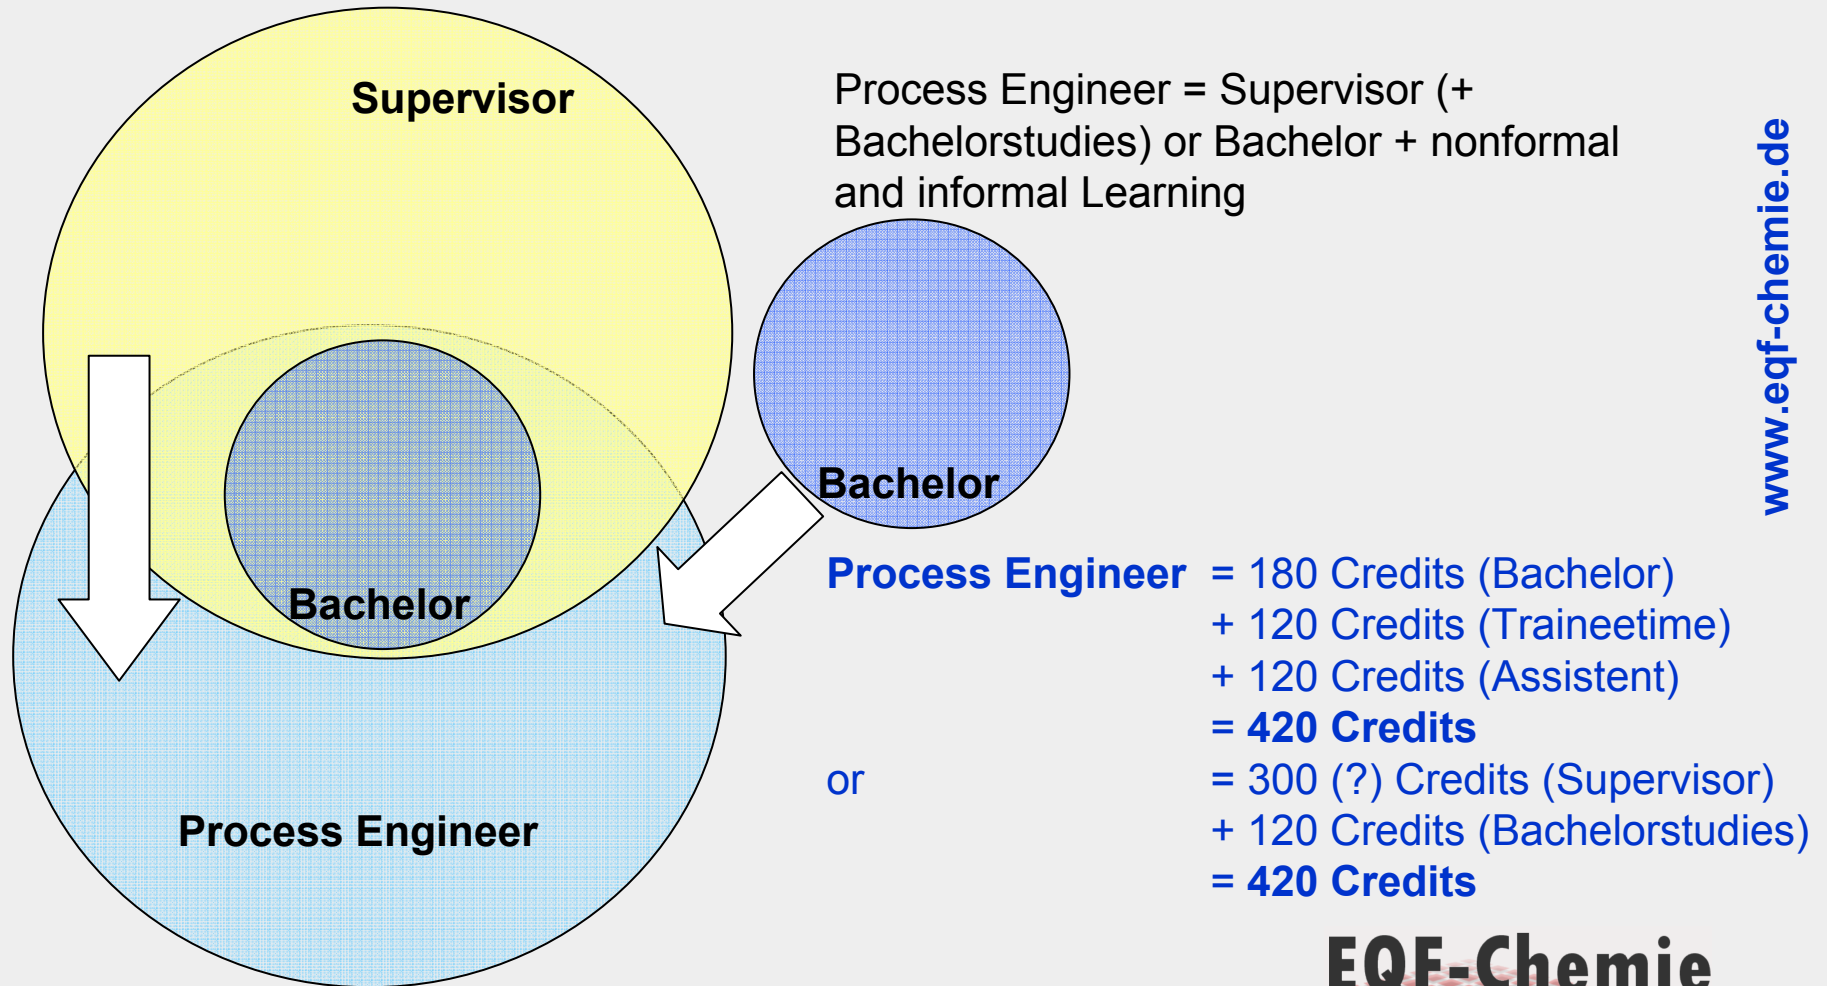 Supervisor
Process Engineer = Supervisor (+
Bachelorstudies) or Bachelor + nonformal
and informal Learning
www.eqf-chemie.de
Bachelor
Bachelor
Process Engineer = 180 Credits (Bachelor)
+ 120 Credits (Traineetime)
+ 120 Credits (Assistent)
= 420 Credits
or = 300 (?) Credits (Supervisor)
+ 120 Credits (Bachelorstudies)
= 420 Credits
Process Engineer
EQF-Chemie